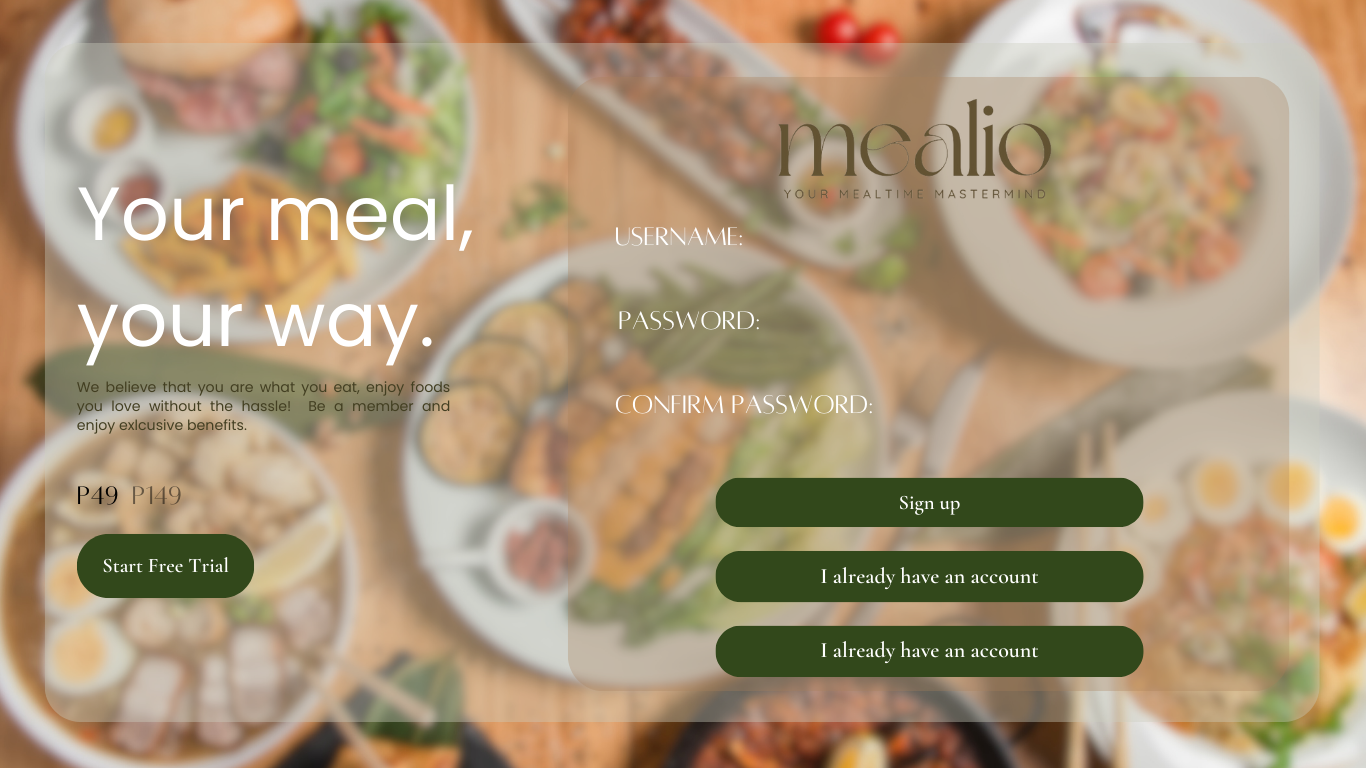 Your meal,
your way.
We believe that you are what you eat, enjoy foods
you love without the hassle! Be a member and
enjoy exlcusive benefits.
P49 P149
Start Free Trial
mealio
YOUR MEALTIME MASTERMIND
USERNAME:
PASSWORD:
CONFIRM PASSWORD:
Sign up
I already have an account
I already have an account